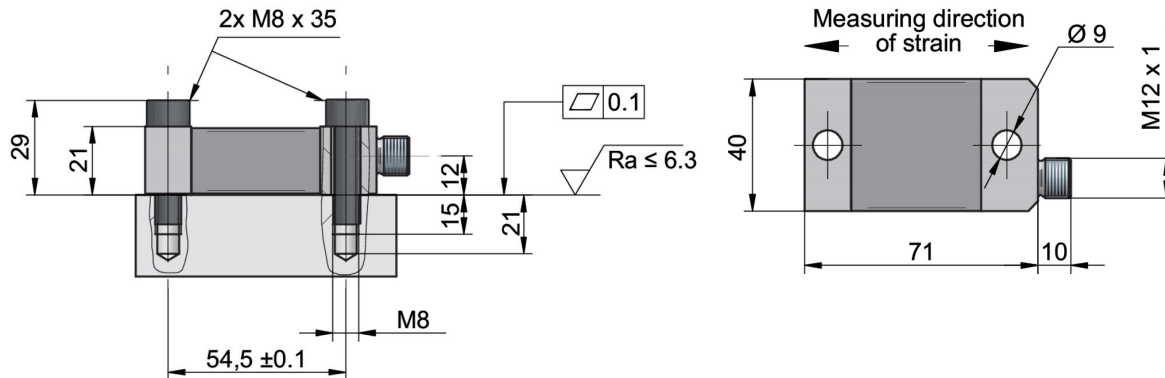 2x M8 x 35
29
21
12
15
21
0.1
Ra ≤ 6.3
M8
54,5 ±0.1
Measuring direction
of strain
Ø 9
M12 x 1
40
71
10